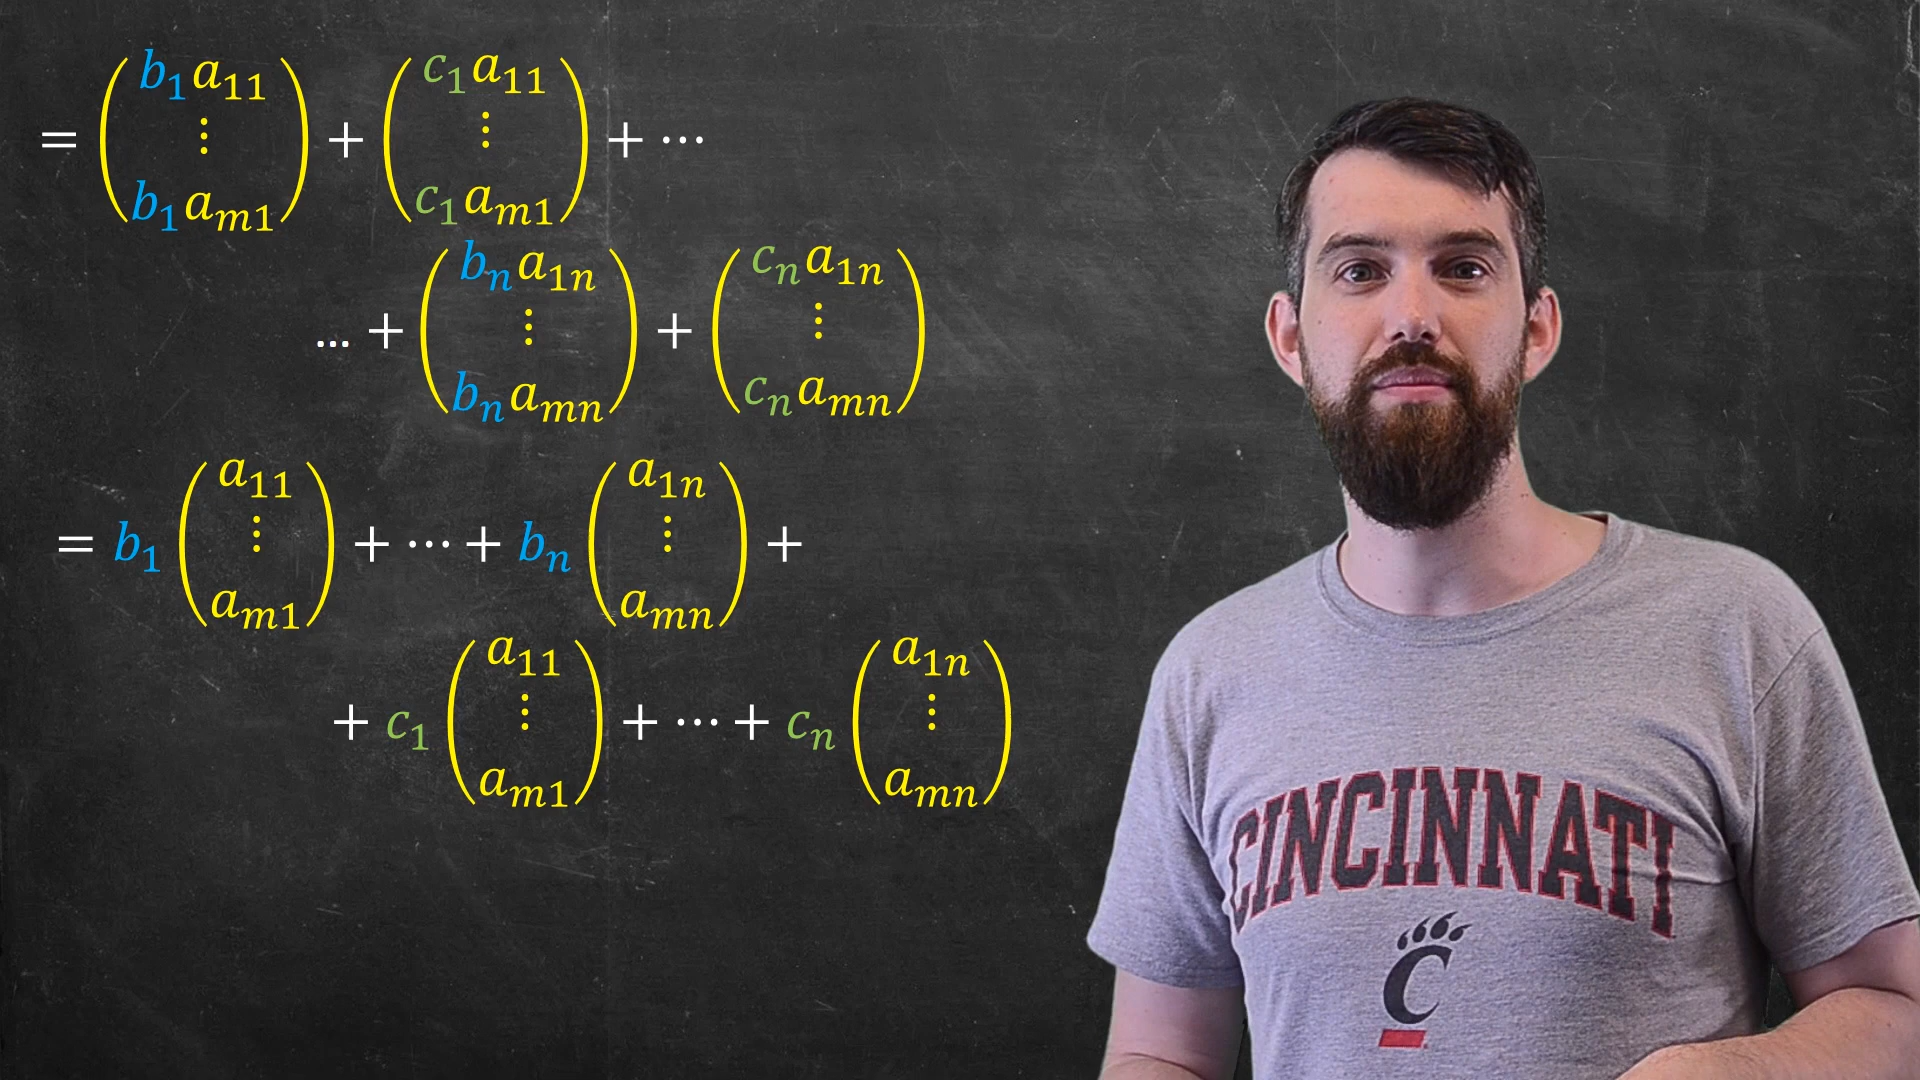 = (b₁a₁₁ ⋮ b₁aₘ₁) + (c₁a₁₁ ⋮ c₁aₘ₁) + ⋯
... + (bₙa₁ₙ ⋮ bₙaₘₙ) + (cₙa₁ₙ ⋮ cₙaₘₙ)
= b₁ (a₁₁ ⋮ aₘ₁) + ⋯ + bₙ (a₁ₙ ⋮ aₘₙ) +
+ c₁ (a₁₁ ⋮ aₘ₁) + ⋯ + cₙ (a₁ₙ ⋮ aₘₙ)
CINCINNATI
C